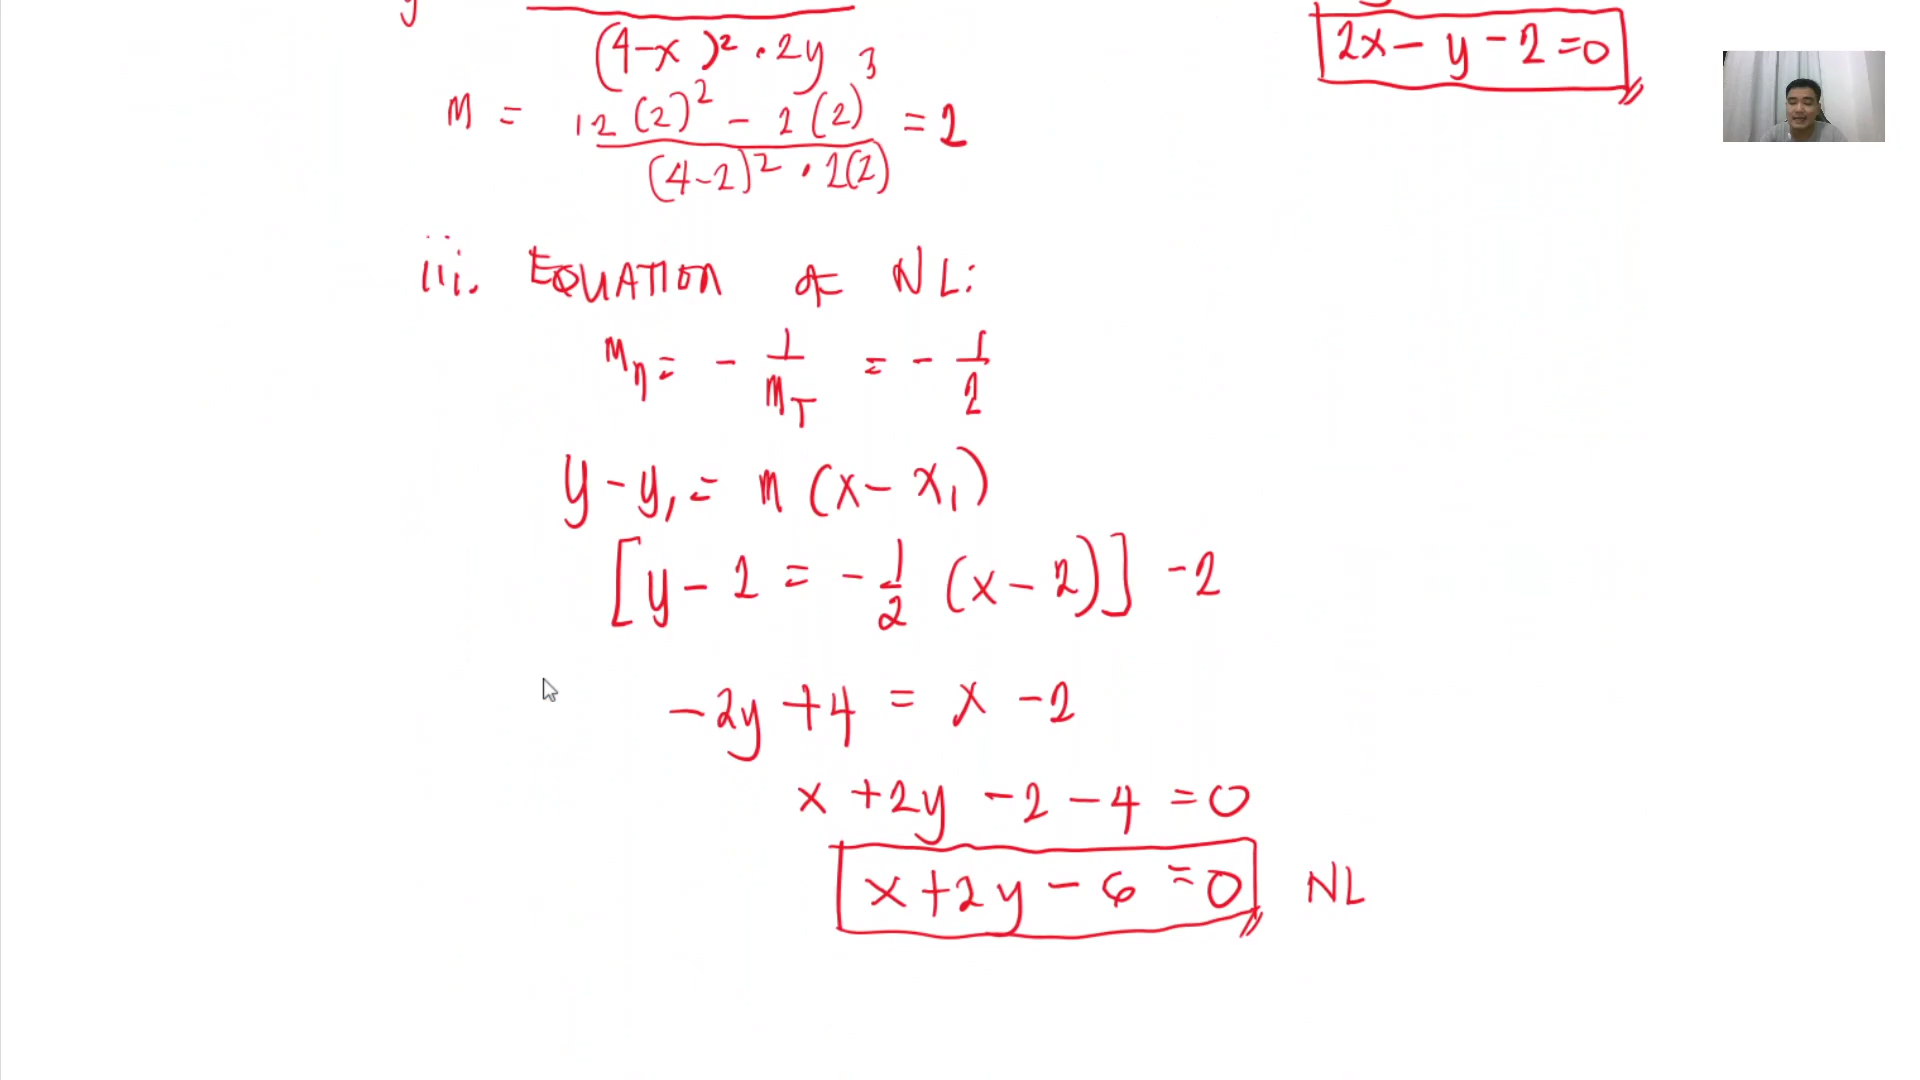 y
(4-x)² · 2y
2x - y - 2 = 0
m = 12(2)² - 2(2)³ / (4-2)² · 2(2) = 2
iii. EQUATION OF NL:
mη = - 1/mT = - 1/2
y - y₁ = m (x - x₁)
[y - 2 = - 1/2 (x - 2)] -2
-2y + 4 = x - 2
x + 2y - 2 - 4 = 0
x + 2y - 6 = 0 NL